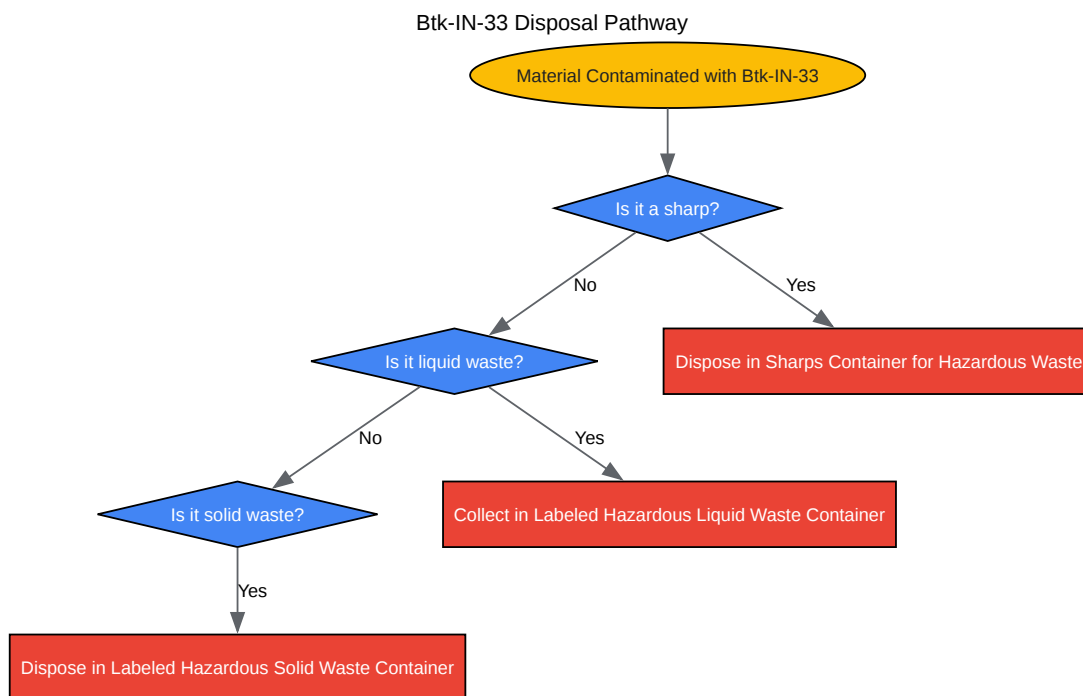 Btk-IN-33 Disposal Pathway
Material Contaminated with Btk-IN-33
Is it a sharp?
No
Yes
Is it liquid waste?
Dispose in Sharps Container for Hazardous Waste
No
Yes
Is it solid waste?
Collect in Labeled Hazardous Liquid Waste Container
Yes
Dispose in Labeled Hazardous Solid Waste Container